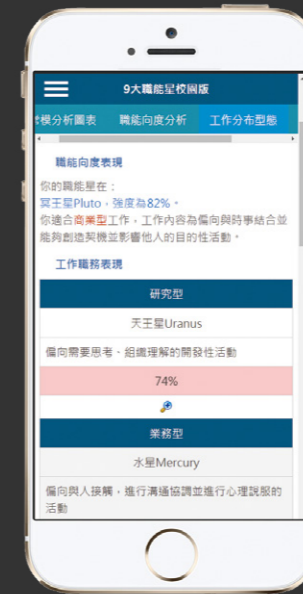 9大職能星校園版
模分析圖表 職能向度分析 工作分布型態
職能向度表現
你的職能星在：
冥王星Pluto，強度為82%。
你適合商業型工作，工作內容為偏向與時事結合並
能夠創造契機並影響他人的目的性活動。
工作職務表現
研究型
天王星Uranus
偏向需要思考、組織理解的開發性活動
74%
業務型
水星Mercury
偏向與人接觸，進行溝通協調並進行心理說服的
活動